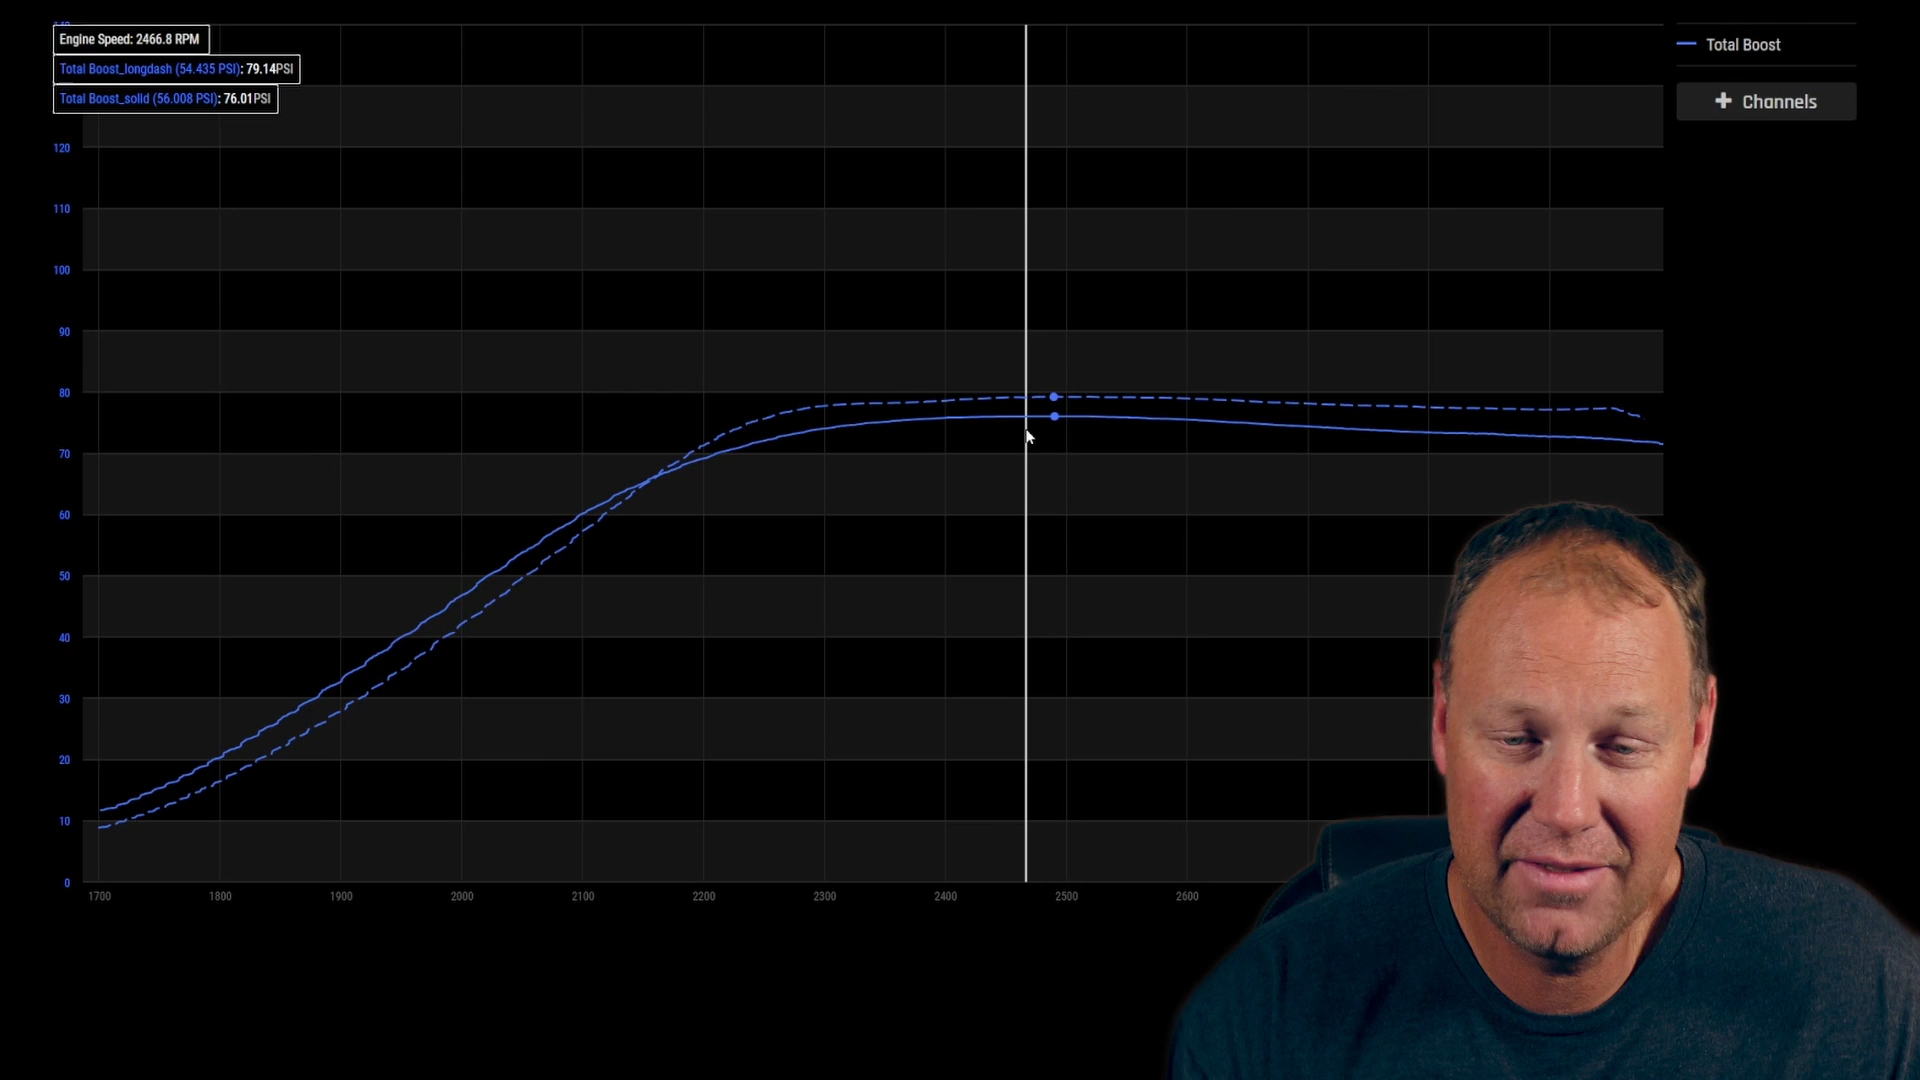 140
Engine Speed: 2466.8 RPM
Total Boost_longdash (54.435 PSI): 79.14PSI
Total Boost_solid (56.008 PSI): 76.01PSI
120
110
100
90
80
70
60
50
40
30
20
10
0
1700 1800 1900 2000 2100 2200 2300 2400 2500 2600
Total Boost
Channels